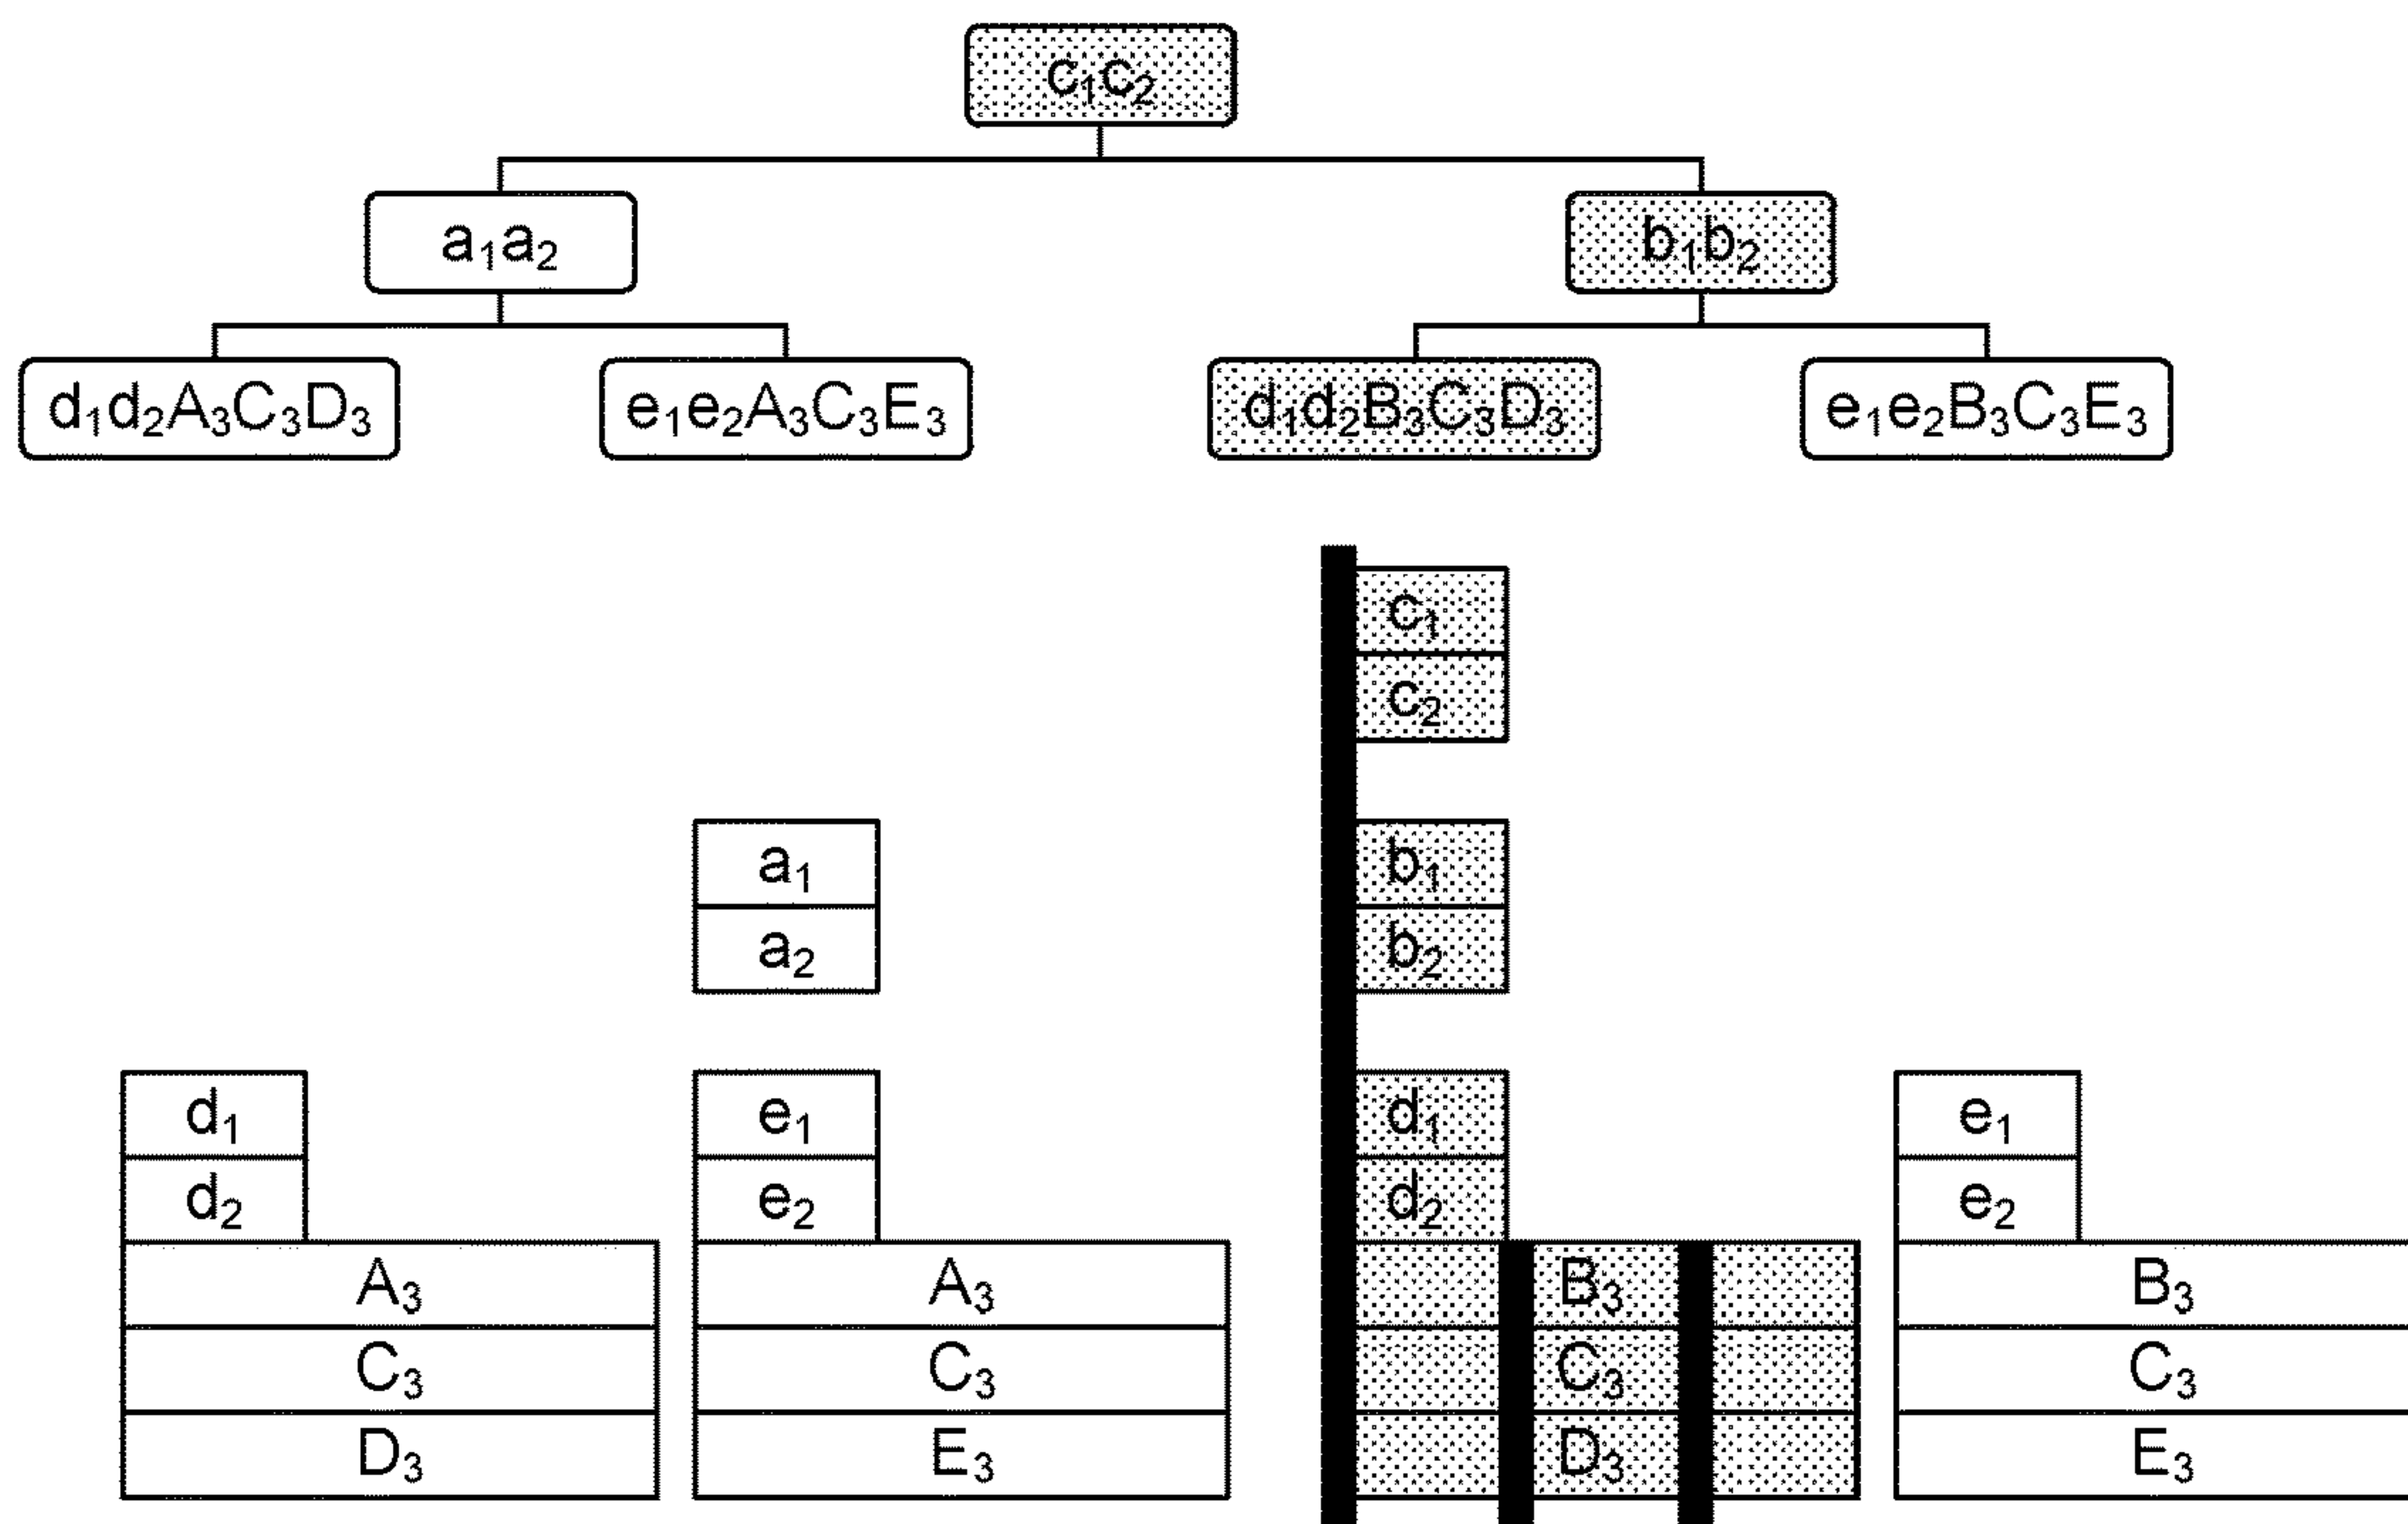 c₁c₂
a₁a₂ b₁b₂
d₁d₂A₃C₃D₃ e₁e₂A₃C₃E₃ d₁d₂B₃C₃D₃ e₁e₂B₃C₃E₃
c₁
c₂
a₁ b₁
a₂ b₂
d₁ e₁ d₁ e₁
d₂ e₂ d₂ e₂
A₃ A₃ B₃ B₃
C₃ C₃ C₃ C₃
D₃ E₃ D₃ E₃